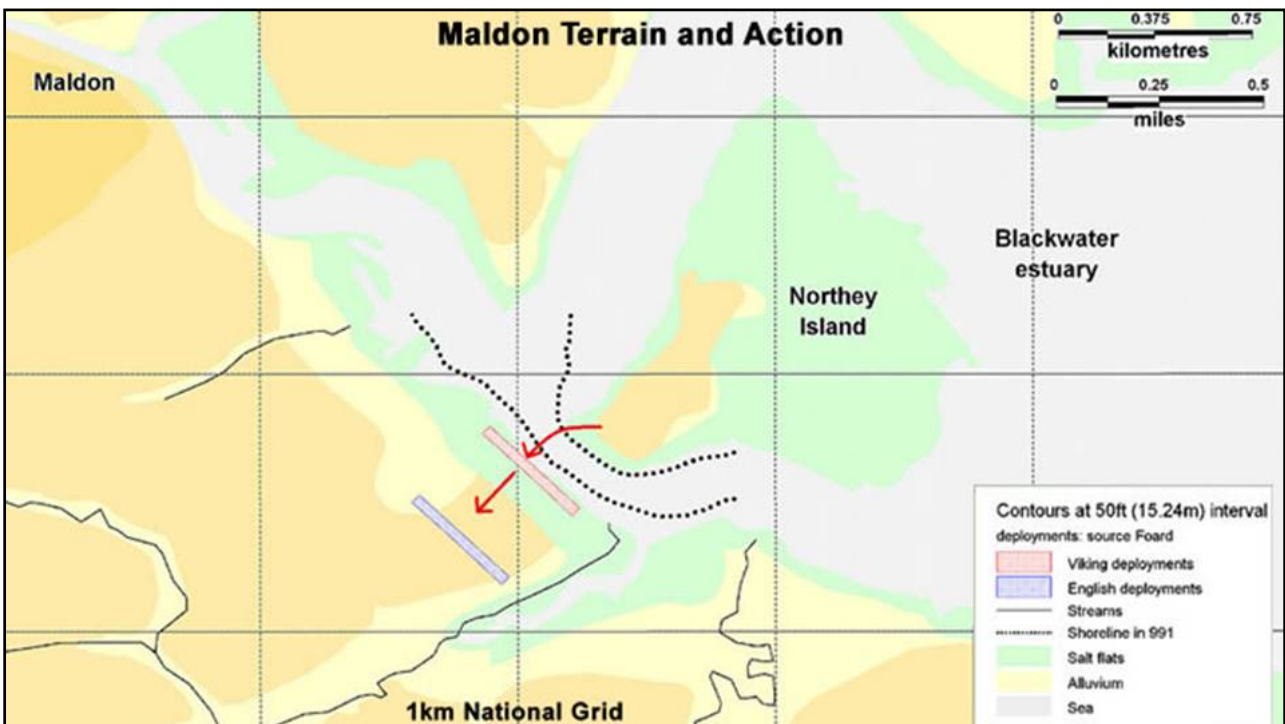 Maldon Terrain and Action
0 0.375 0.75
kilometres
0 0.25 0.5
miles
Maldon
Blackwater
estuary
Northey
Island
Contours at 50ft (15.24m) interval
deployments: source Foard
Viking deployments
English deployments
Streams
Shoreline in 991
Salt flats
Alluvium
Sea
1km National Grid